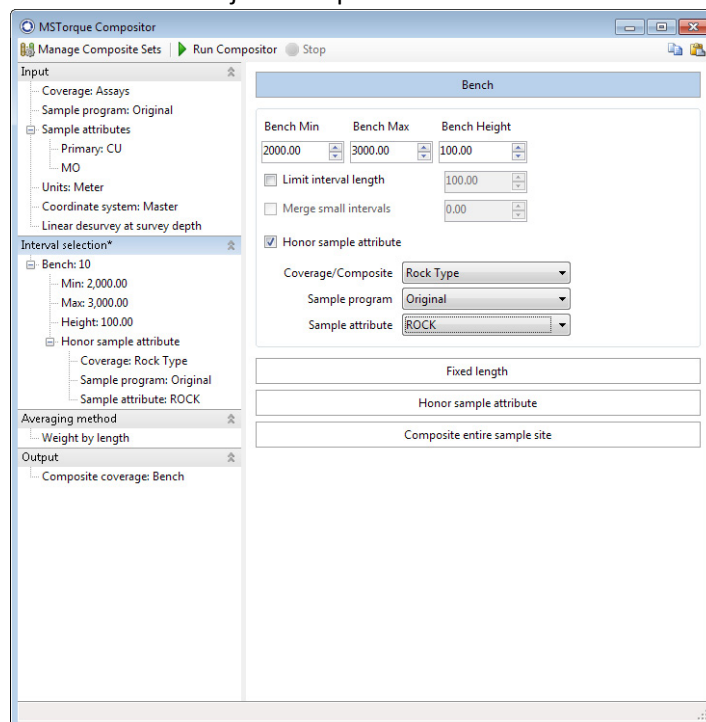 MSTorque Compositor
Manage Composite Sets Run Compositor Stop
Input
Coverage: Assays
Sample program: Original
Sample attributes
Primary: CU
MO
Units: Meter
Coordinate system: Master
Linear desurvey at survey depth
Interval selection*
Bench: 10
Min: 2,000.00
Max: 3,000.00
Height: 100.00
Honor sample attribute
Coverage: Rock Type
Sample program: Original
Sample attribute: ROCK
Averaging method
Weight by length
Output
Composite coverage: Bench
Bench
Bench Min Bench Max Bench Height
2000.00 3000.00 100.00
Limit interval length 100.00
Merge small intervals 0.00
Honor sample attribute
Coverage/Composite Rock Type
Sample program Original
Sample attribute ROCK
Fixed length
Honor sample attribute
Composite entire sample site